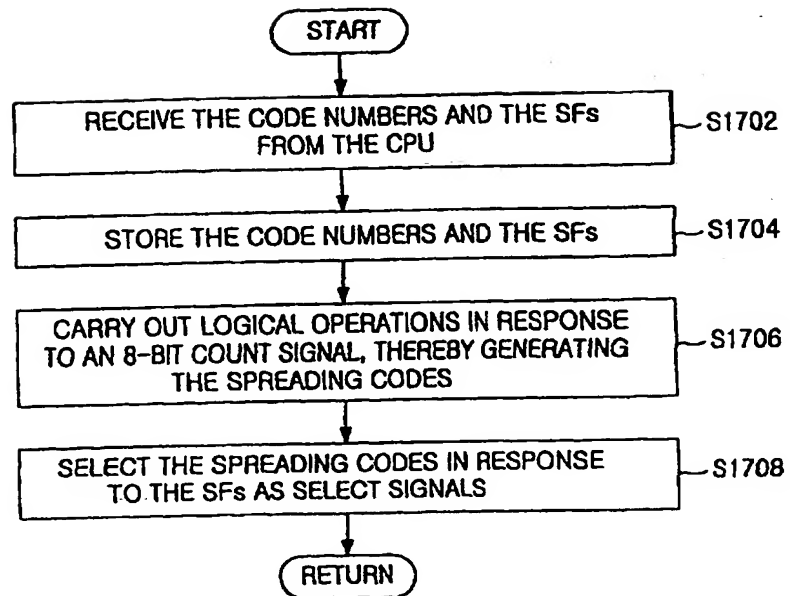 START
RECEIVE THE CODE NUMBERS AND THE SFs
FROM THE CPU
S1702
STORE THE CODE NUMBERS AND THE SFs
S1704
CARRY OUT LOGICAL OPERATIONS IN RESPONSE
TO AN 8-BIT COUNT SIGNAL, THEREBY GENERATING
THE SPREADING CODES
S1706
SELECT THE SPREADING CODES IN RESPONSE
TO THE SFs AS SELECT SIGNALS
S1708
RETURN